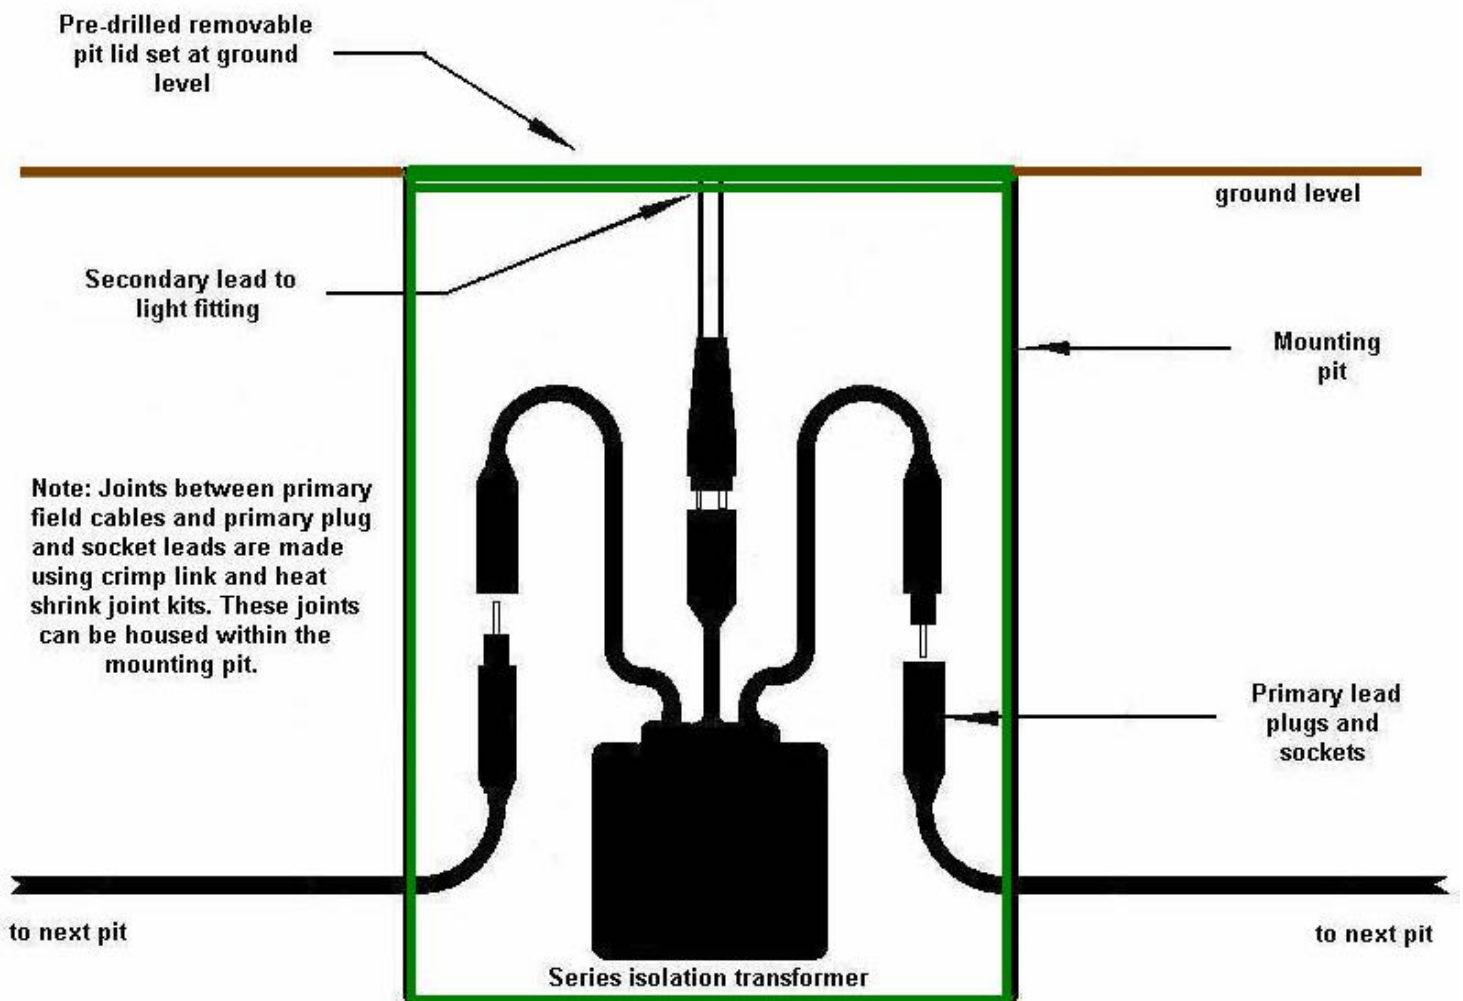 Pre-drilled removable
pit lid set at ground
level
ground level
Secondary lead to
light fitting
Mounting
pit
Note: Joints between primary
field cables and primary plug
and socket leads are made
using crimp link and heat
shrink joint kits. These joints
can be housed within the
mounting pit.
Primary lead
plugs and
sockets
to next pit
to next pit
Series isolation transformer